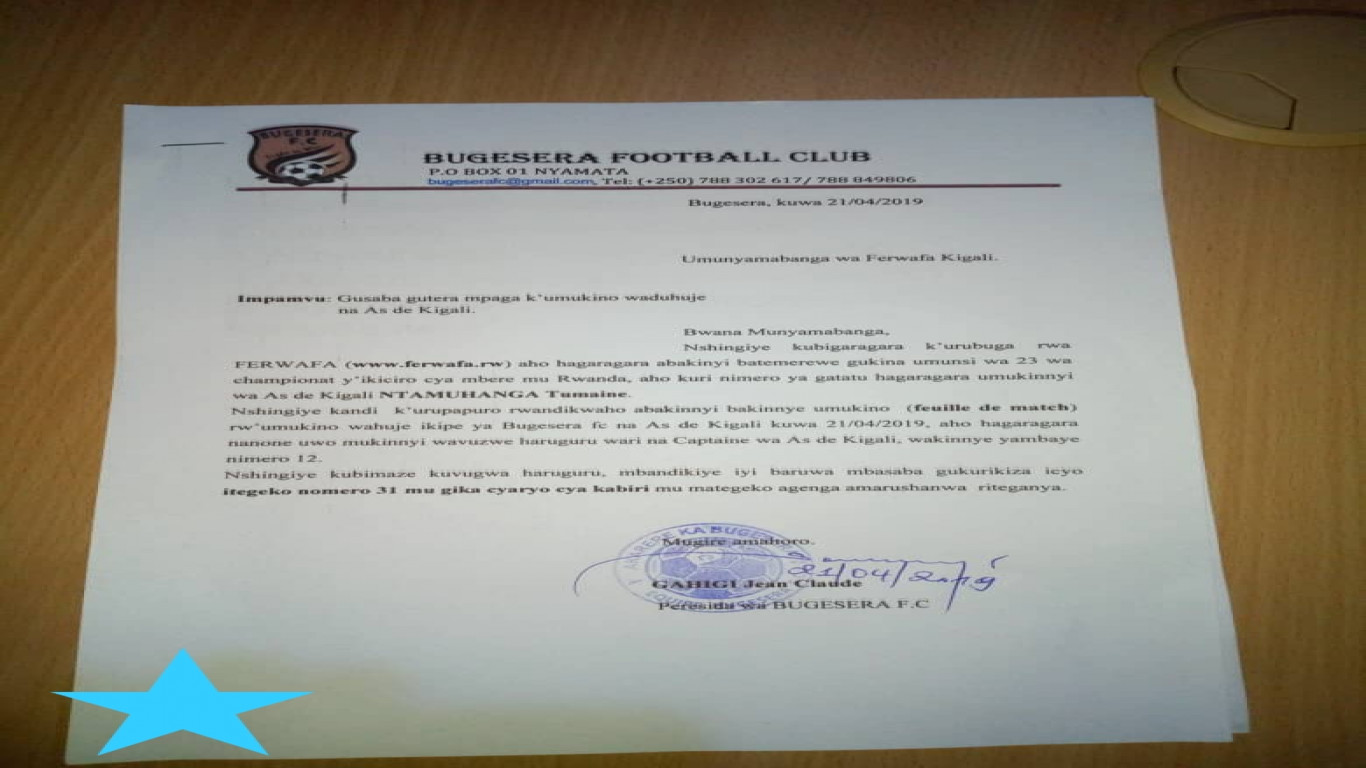 BUGESERA
F.C
BUGESERA FOOTBALL CLUB
P.O BOX 01 NYAMATA
bugeserafc@gmail.com, Tel: (+250) 788 302 617/ 788 849806
Bugesera, kuwa 21/04/2019
Umunyamabanga wa Ferwafa Kigali.
Impamvu: Gusaba gutera mpaga k'umukino waduhuje
na As de Kigali.
Bwana Munyamabanga,
Nshingiye kubigaragara k'urubuga rwa
FERWAFA (www.ferwafa.rw) aho hagaragara abakinyi batemerewe gukina umunsi wa 23 wa
championat y'ikiciro cya mbere mu Rwanda, aho kuri nimero ya gatatu hagaragara umukinnyi
wa As de Kigali NTAMUHANGA Tumaine.
Nshingiye kandi k'urupapuro rwandikwaho abakinnyi bakinnye umukino (feuille de match)
rw'umukino wahuje ikipe ya Bugesera fc na As de Kigali kuwa 21/04/2019, aho hagaragara
nanone uwo mukinnyi wavuzwe haruguru wari na Captaine wa As de Kigali, wakinnye yambaye
nimero 12.
Nshingiye kubimaze kuvugwa haruguru, mbandikiye iyi baruwa mbasaba gukurikiza icyo
itegeko nomero 31 mu gika cyaryo cya kabiri mu mategeko agenga amarushanwa riteganya.
Mugire amahoro.
21/04/2019
GAHIGI Jean Claude
Peresida wa BUGESERA F.C